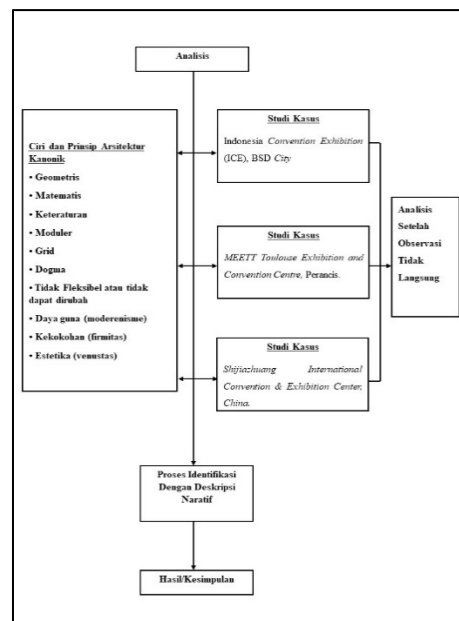 Analisis
Ciri dan Prinsip Arsitektur
Kanonik
• Geometris
• Matematis
• Keteraturan
• Moduler
• Grid
• Dogma
• Tidak Fleksibel atau tidak
dapat dirubah
• Daya guna (moderenisme)
• Kekokohan (firmitas)
• Estetika (venustas)
Studi Kasus
Indonesia Convention Exhibition
(ICE), BSD City
Studi Kasus
MEETT Toulouse Exhibition and
Convention Centre, Perancis.
Studi Kasus
Shijiazhuang International
Convention & Exhibition Center,
China.
Analisis
Setelah
Observasi
Tidak
Langsung
Proses Identifikasi
Dengan Deskripsi
Naratif
Hasil/Kesimpulan